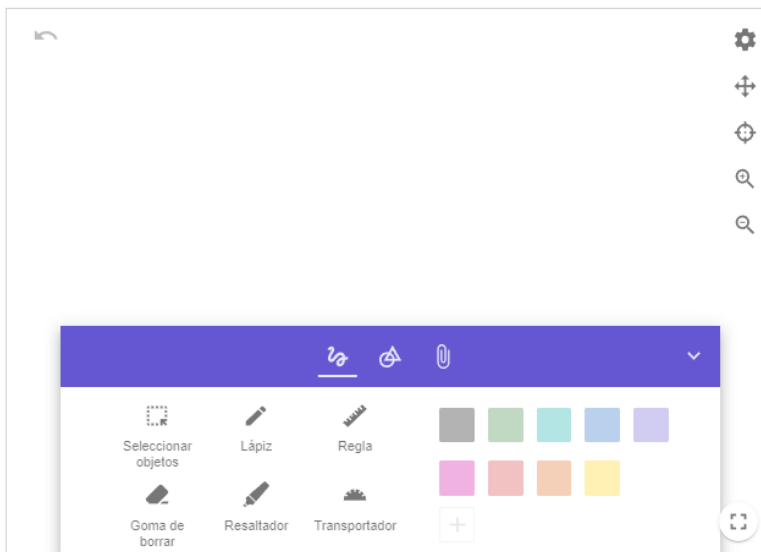 Seleccionar
objetos
Lápiz
Regla
Goma de
borrar
Resaltador
Transportador